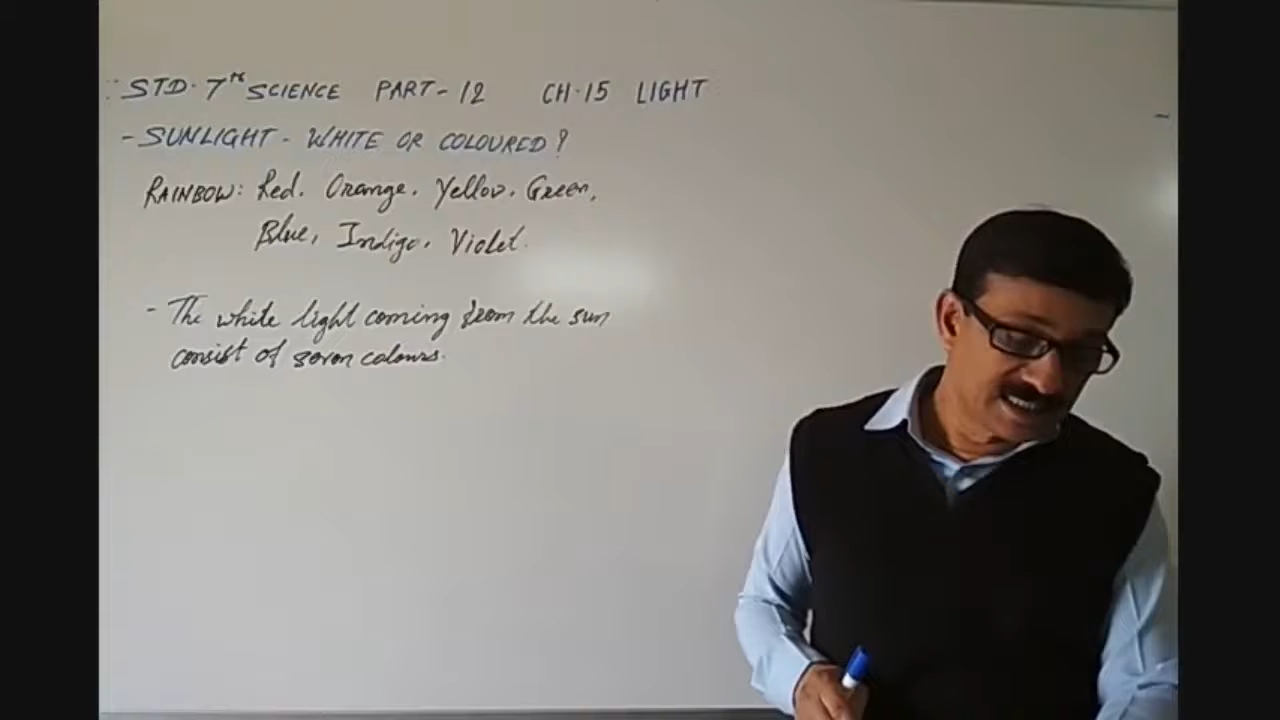 STD. 7TH SCIENCE PART-12 CH.15 LIGHT
- SUNLIGHT - WHITE OR COLOURED?
RAINBOW: Red. Orange. Yellow. Green,
Blue, Indigo. Violet.
- The white light coming from the sun
consist of seven colours.